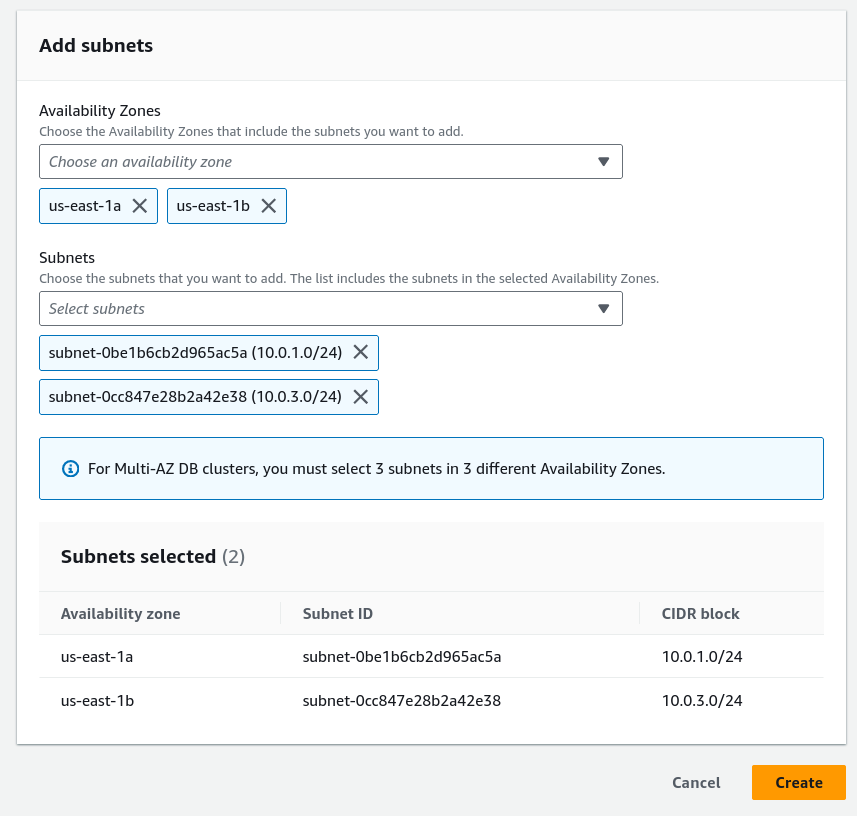 Add subnets
Availability Zones
Choose the Availability Zones that include the subnets you want to add.
Choose an availability zone
us-east-1a us-east-1b
Subnets
Choose the subnets that you want to add. The list includes the subnets in the selected Availability Zones.
Select subnets
subnet-0be1b6cb2d965ac5a (10.0.1.0/24)
subnet-0cc847e28b2a42e38 (10.0.3.0/24)
For Multi-AZ DB clusters, you must select 3 subnets in 3 different Availability Zones.
Subnets selected (2)
Availability zone Subnet ID CIDR block
us-east-1a subnet-0be1b6cb2d965ac5a 10.0.1.0/24
us-east-1b subnet-0cc847e28b2a42e38 10.0.3.0/24
Cancel Create